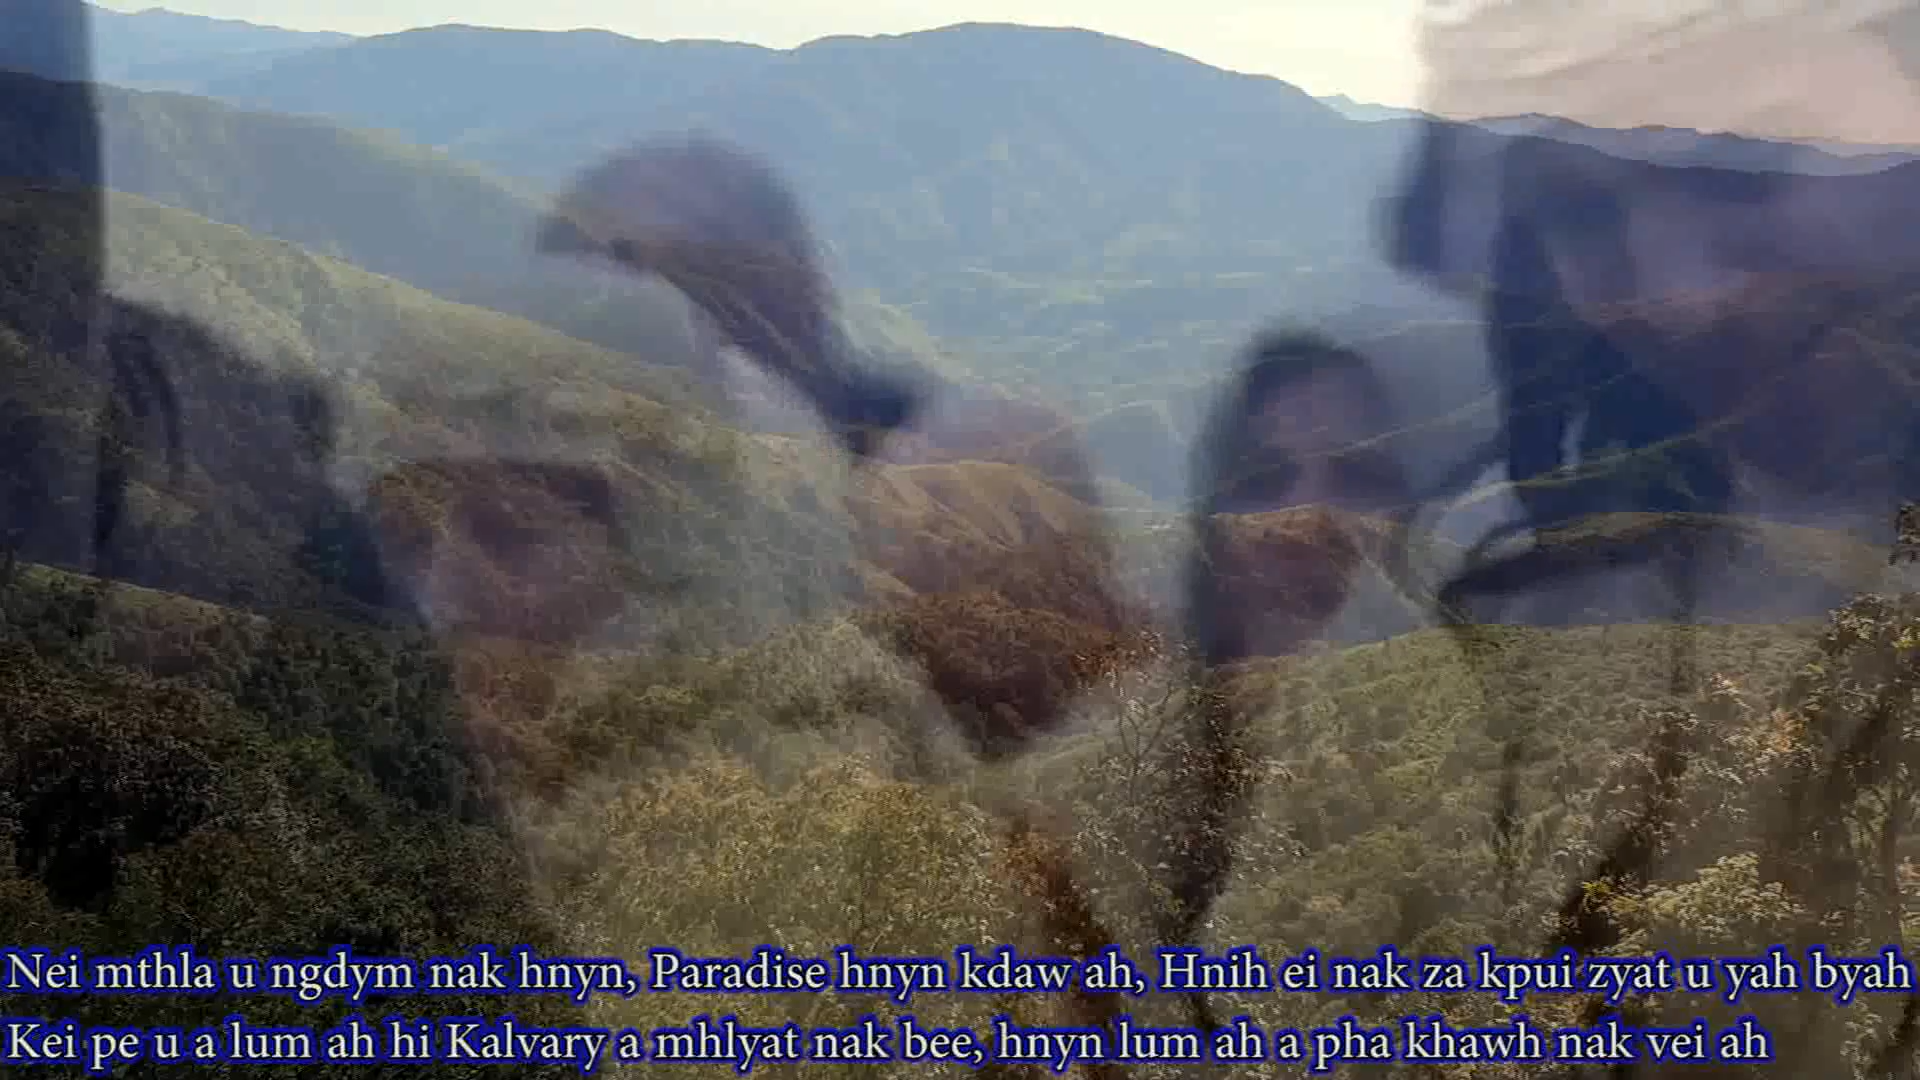 Nei mthla u ngdym nak hnyn, Paradise hnyn kdaw ah, Hnih ei nak za kpui zyat u yah byah
Kei pe u a lum ah hi Kalvary a mhlyat nak bee, hnyn lum ah a pha khawh nak vei ah